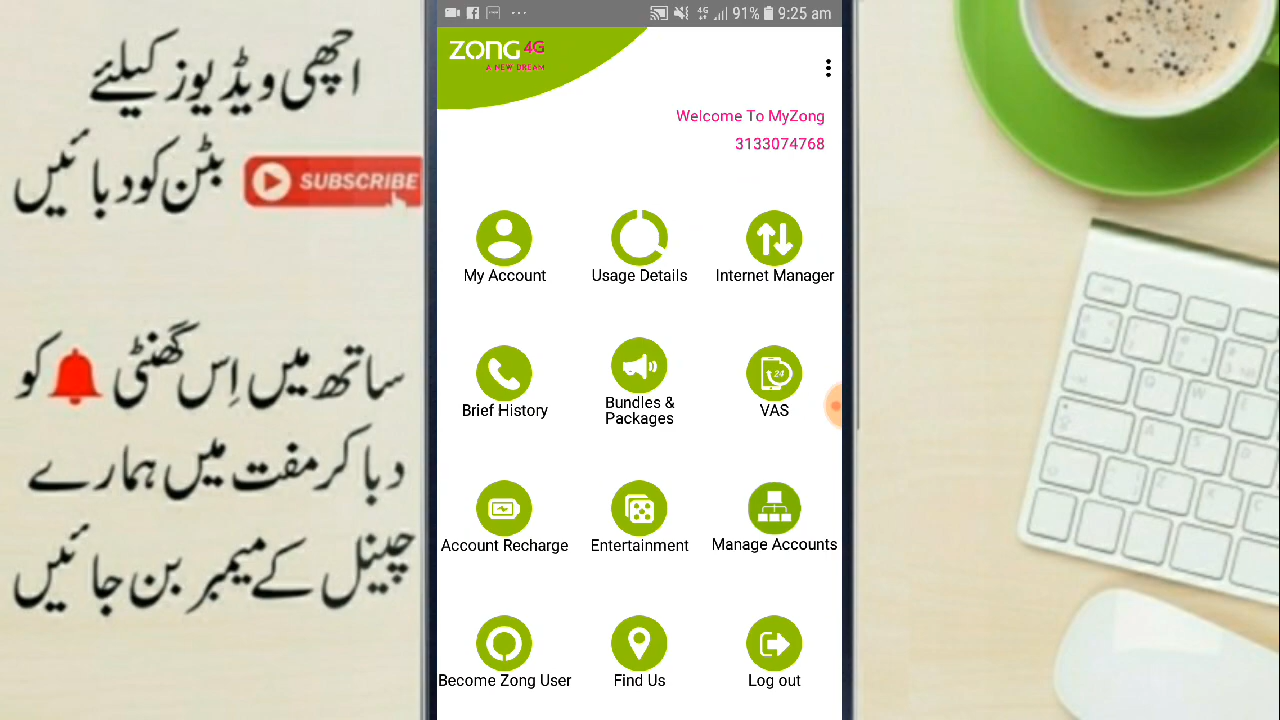 اچھی ویڈیوز کیلئے
بٹن کو دبائیں
SUBSCRIBE
ساتھ میں اِس گھنٹی کو
دبا کر مفت میں ہمارے
چینل کے میمبر بن جائیں
91% 9:25 am
ZONG 4G
A NEW DREAM
Welcome To MyZong
3133074768
My Account
Usage Details
Internet Manager
Brief History
Bundles &
Packages
24
VAS
Account Recharge
Entertainment
Manage Accounts
Become Zong User
Find Us
Log out